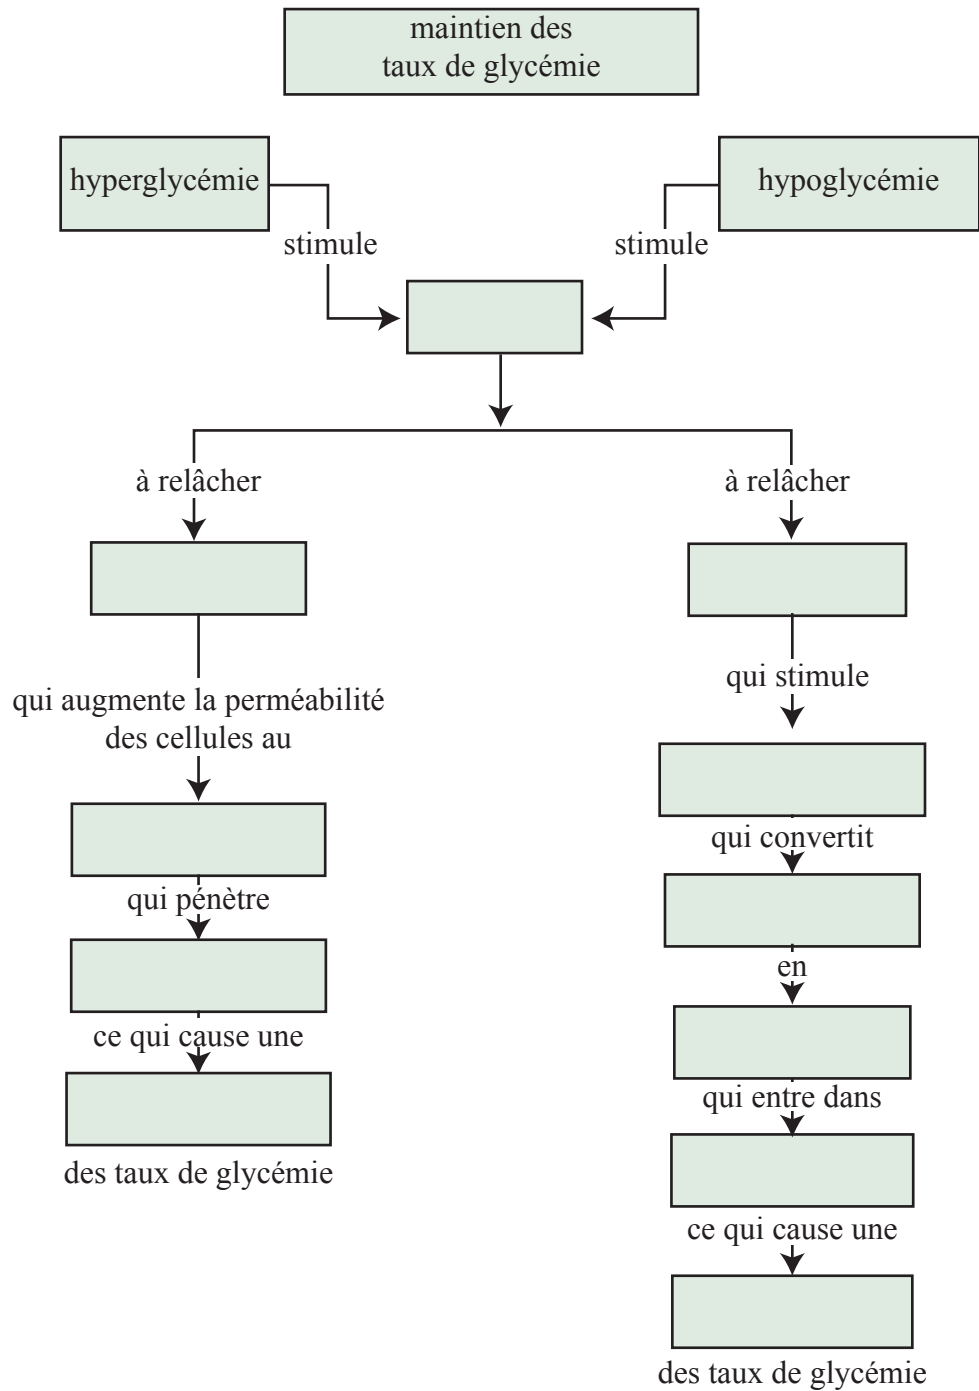 maintien des
taux de glycémie
hyperglycémie
hypoglycémie
stimule
stimule
à relâcher
à relâcher
qui augmente la perméabilité
des cellules au
qui stimule
qui pénètre
qui convertit
ce qui cause une
en
des taux de glycémie
qui entre dans
ce qui cause une
des taux de glycémie